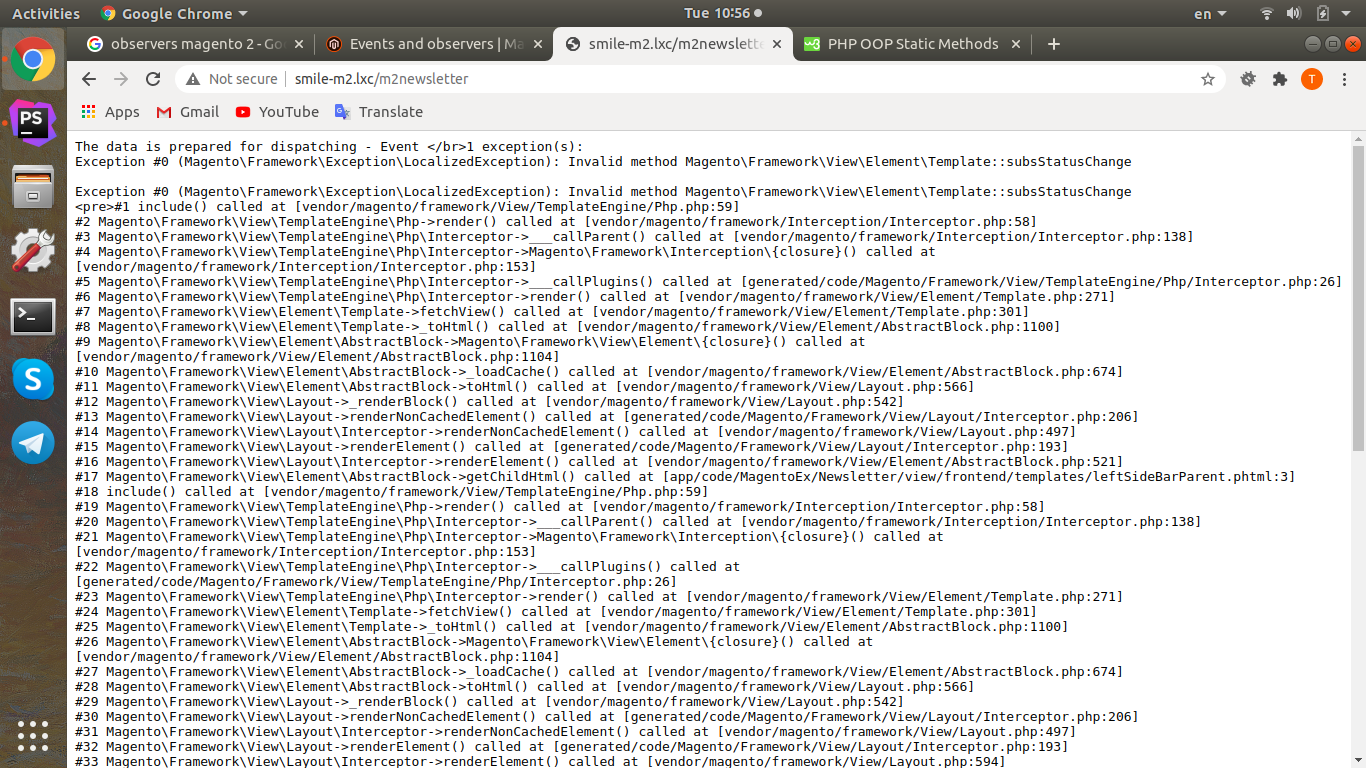 Activities
Google Chrome
Tue 10:56
en
observers magento 2 - Go
Events and observers | Ma
smile-m2.lxc/m2newslette
PHP OOP Static Methods
Not secure
smile-m2.lxc/m2newsletter
T
Apps
Gmail
YouTube
Translate
The data is prepared for dispatching - Event </br>1 exception(s):
Exception #0 (Magento\Framework\Exception\LocalizedException): Invalid method Magento\Framework\View\Element\Template::subsStatusChange
Exception #0 (Magento\Framework\Exception\LocalizedException): Invalid method Magento\Framework\View\Element\Template::subsStatusChange
<pre>#1 include() called at [vendor/magento/framework/View/TemplateEngine/Php.php:59]
#2 Magento\Framework\View\TemplateEngine\Php->render() called at [vendor/magento/framework/Interception/Interceptor.php:58]
#3 Magento\Framework\View\TemplateEngine\Php\Interceptor->___callParent() called at [vendor/magento/framework/Interception/Interceptor.php:138]
#4 Magento\Framework\View\TemplateEngine\Php\Interceptor->Magento\Framework\Interception\{closure}() called at
[vendor/magento/framework/Interception/Interceptor.php:153]
#5 Magento\Framework\View\TemplateEngine\Php\Interceptor->___callPlugins() called at [generated/code/Magento/Framework/View/TemplateEngine/Php/Interceptor.php:26]
#6 Magento\Framework\View\TemplateEngine\Php\Interceptor->render() called at [vendor/magento/framework/View/Element/Template.php:271]
#7 Magento\Framework\View\Element\Template->fetchView() called at [vendor/magento/framework/View/Element/Template.php:301]
#8 Magento\Framework\View\Element\Template->_toHtml() called at [vendor/magento/framework/View/Element/AbstractBlock.php:1100]
#9 Magento\Framework\View\Element\AbstractBlock->Magento\Framework\View\Element\{closure}() called at
[vendor/magento/framework/View/Element/AbstractBlock.php:1104]
#10 Magento\Framework\View\Element\AbstractBlock->_loadCache() called at [vendor/magento/framework/View/Element/AbstractBlock.php:674]
#11 Magento\Framework\View\Element\AbstractBlock->toHtml() called at [vendor/magento/framework/View/Layout.php:566]
#12 Magento\Framework\View\Layout->_renderBlock() called at [vendor/magento/framework/View/Layout.php:542]
#13 Magento\Framework\View\Layout->renderNonCachedElement() called at [generated/code/Magento/Framework/View/Layout/Interceptor.php:206]
#14 Magento\Framework\View\Layout\Interceptor->renderNonCachedElement() called at [vendor/magento/framework/View/Layout.php:497]
#15 Magento\Framework\View\Layout->renderElement() called at [generated/code/Magento/Framework/View/Layout/Interceptor.php:193]
#16 Magento\Framework\View\Layout\Interceptor->renderElement() called at [vendor/magento/framework/View/Element/AbstractBlock.php:521]
#17 Magento\Framework\View\Element\AbstractBlock->getChildHtml() called at [app/code/MagentoEx/Newsletter/view/frontend/templates/leftSideBarParent.phtml:3]
#18 include() called at [vendor/magento/framework/View/TemplateEngine/Php.php:59]
#19 Magento\Framework\View\TemplateEngine\Php->render() called at [vendor/magento/framework/Interception/Interceptor.php:58]
#20 Magento\Framework\View\TemplateEngine\Php\Interceptor->___callParent() called at [vendor/magento/framework/Interception/Interceptor.php:138]
#21 Magento\Framework\View\TemplateEngine\Php\Interceptor->Magento\Framework\Interception\{closure}() called at
[vendor/magento/framework/Interception/Interceptor.php:153]
#22 Magento\Framework\View\TemplateEngine\Php\Interceptor->___callPlugins() called at
[generated/code/Magento/Framework/View/TemplateEngine/Php/Interceptor.php:26]
#23 Magento\Framework\View\TemplateEngine\Php\Interceptor->render() called at [vendor/magento/framework/View/Element/Template.php:271]
#24 Magento\Framework\View\Element\Template->fetchView() called at [vendor/magento/framework/View/Element/Template.php:301]
#25 Magento\Framework\View\Element\Template->_toHtml() called at [vendor/magento/framework/View/Element/AbstractBlock.php:1100]
#26 Magento\Framework\View\Element\AbstractBlock->Magento\Framework\View\Element\{closure}() called at
[vendor/magento/framework/View/Element/AbstractBlock.php:1104]
#27 Magento\Framework\View\Element\AbstractBlock->_loadCache() called at [vendor/magento/framework/View/Element/AbstractBlock.php:674]
#28 Magento\Framework\View\Element\AbstractBlock->toHtml() called at [vendor/magento/framework/View/Layout.php:566]
#29 Magento\Framework\View\Layout->_renderBlock() called at [vendor/magento/framework/View/Layout.php:542]
#30 Magento\Framework\View\Layout->renderNonCachedElement() called at [generated/code/Magento/Framework/View/Layout/Interceptor.php:206]
#31 Magento\Framework\View\Layout\Interceptor->renderNonCachedElement() called at [vendor/magento/framework/View/Layout.php:497]
#32 Magento\Framework\View\Layout->renderElement() called at [generated/code/Magento/Framework/View/Layout/Interceptor.php:193]
#33 Magento\Framework\View\Layout\Interceptor->renderElement() called at [vendor/magento/framework/View/Layout.php:594]
PS